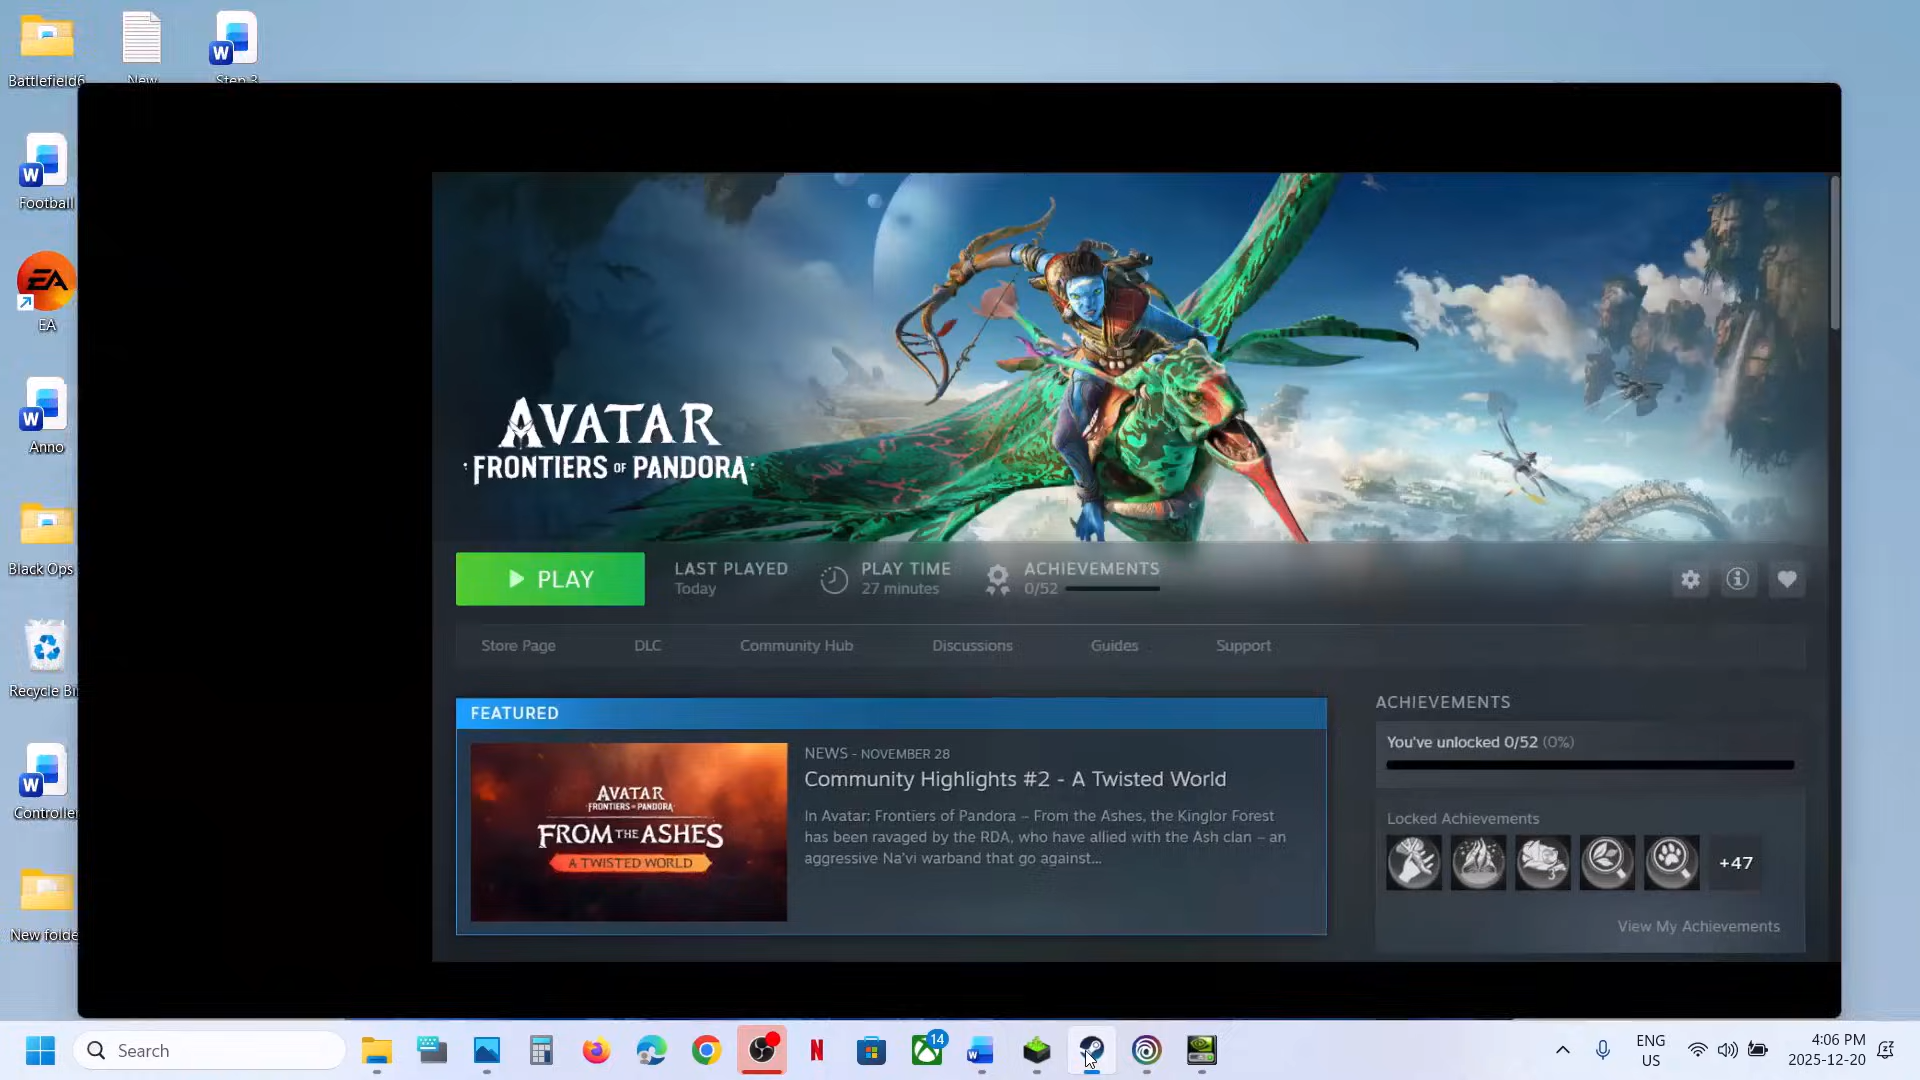 Battlefield6
New
Step 3
Football
EA
EA
Anno
Black Ops
Recycle Bi
Controlle
New folde
AVATAR
FRONTIERS OF PANDORA
PLAY
LAST PLAYED
Today
PLAY TIME
27 minutes
ACHIEVEMENTS
0/52
Store Page
DLC
Community Hub
Discussions
Guides
Support
FEATURED
AVATAR
FRONTIERS OF PANDORA
FROM THE ASHES
A TWISTED WORLD
NEWS - NOVEMBER 28
Community Highlights #2 - A Twisted World
In Avatar: Frontiers of Pandora – From the Ashes, the Kinglor Forest
has been ravaged by the RDA, who have allied with the Ash clan – an
aggressive Na'vi warband that go against...
ACHIEVEMENTS
You've unlocked 0/52 (0%)
Locked Achievements
3
+47
View My Achievements
Search
14
ENG
US
4:06 PM
2025-12-20